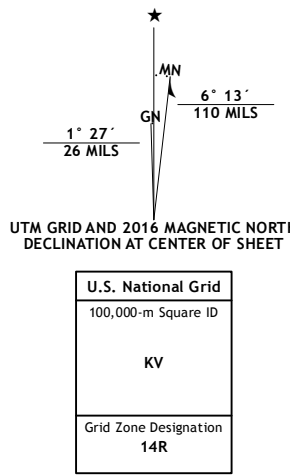 MN
GN
6° 13´
110 MILS
1° 27´
26 MILS
UTM GRID AND 2016 MAGNETIC NORTH
DECLINATION AT CENTER OF SHEET
U.S. National Grid
100,000-m Square ID
KV
Grid Zone Designation
14R